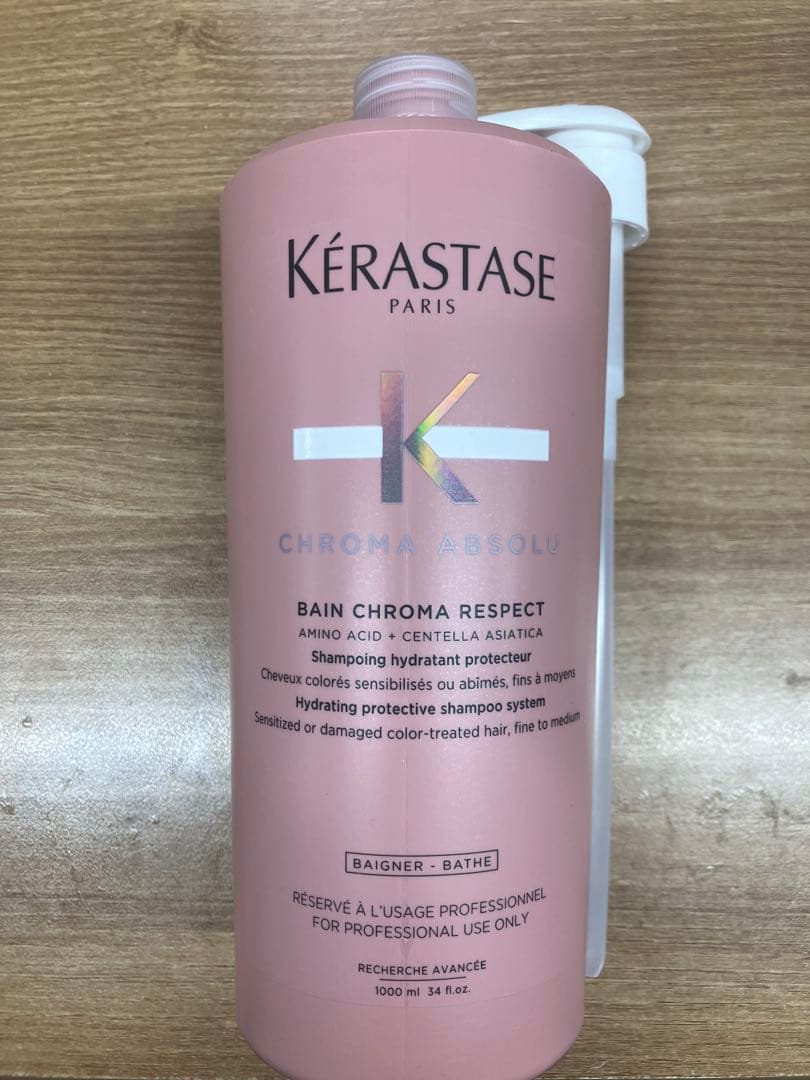 KÉRASTASE
PARIS
K
CHROMA ABSOLU
BAIN CHROMA RESPECT
AMINO ACID + CENTELLA ASIATICA
Shampoing hydratant protecteur
Cheveux colorés sensibilisés ou abîmés, fins à moyens
Hydrating protective shampoo system
Sensitized or damaged color-treated hair, fine to medium
BAIGNER - BATHE
RÉSERVÉ À L'USAGE PROFESSIONNEL
FOR PROFESSIONAL USE ONLY
RECHERCHE AVANCÉE
1000 ml 34 fl.oz.